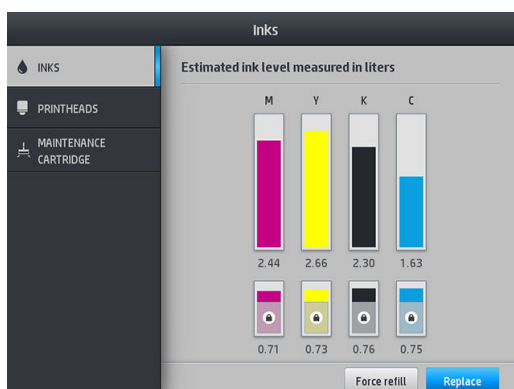 Inks
INKS
PRINTHEADS
MAINTENANCE
CARTRIDGE
Estimated ink level measured in liters
M Y K C
2.44 2.66 2.30 1.63
0.71 0.73 0.76 0.75
Force refill Replace